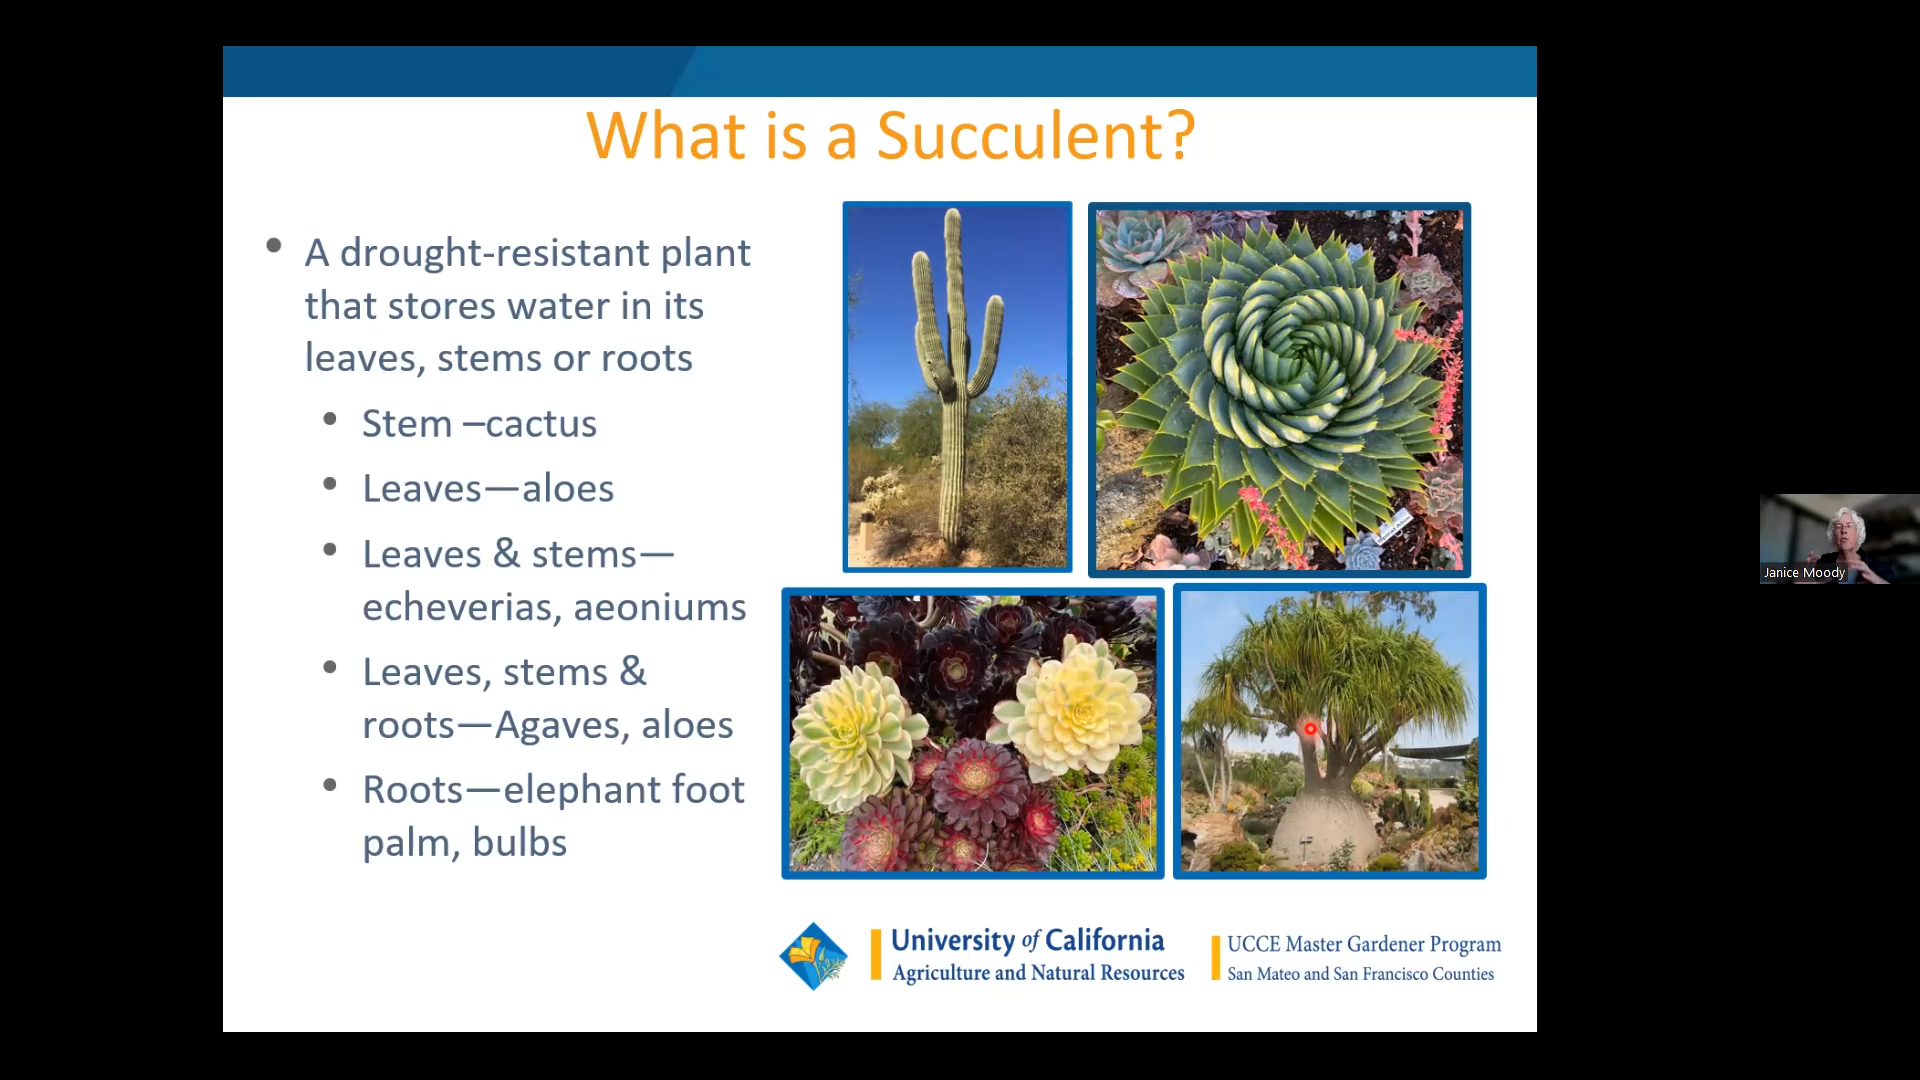 What is a Succulent?
A drought-resistant plant
that stores water in its
leaves, stems or roots
Stem –cactus
Leaves—aloes
Leaves & stems—
echeverias, aeoniums
Leaves, stems &
roots—Agaves, aloes
Roots—elephant foot
palm, bulbs
University of California
Agriculture and Natural Resources
UCCE Master Gardener Program
San Mateo and San Francisco Counties
Janice Moody